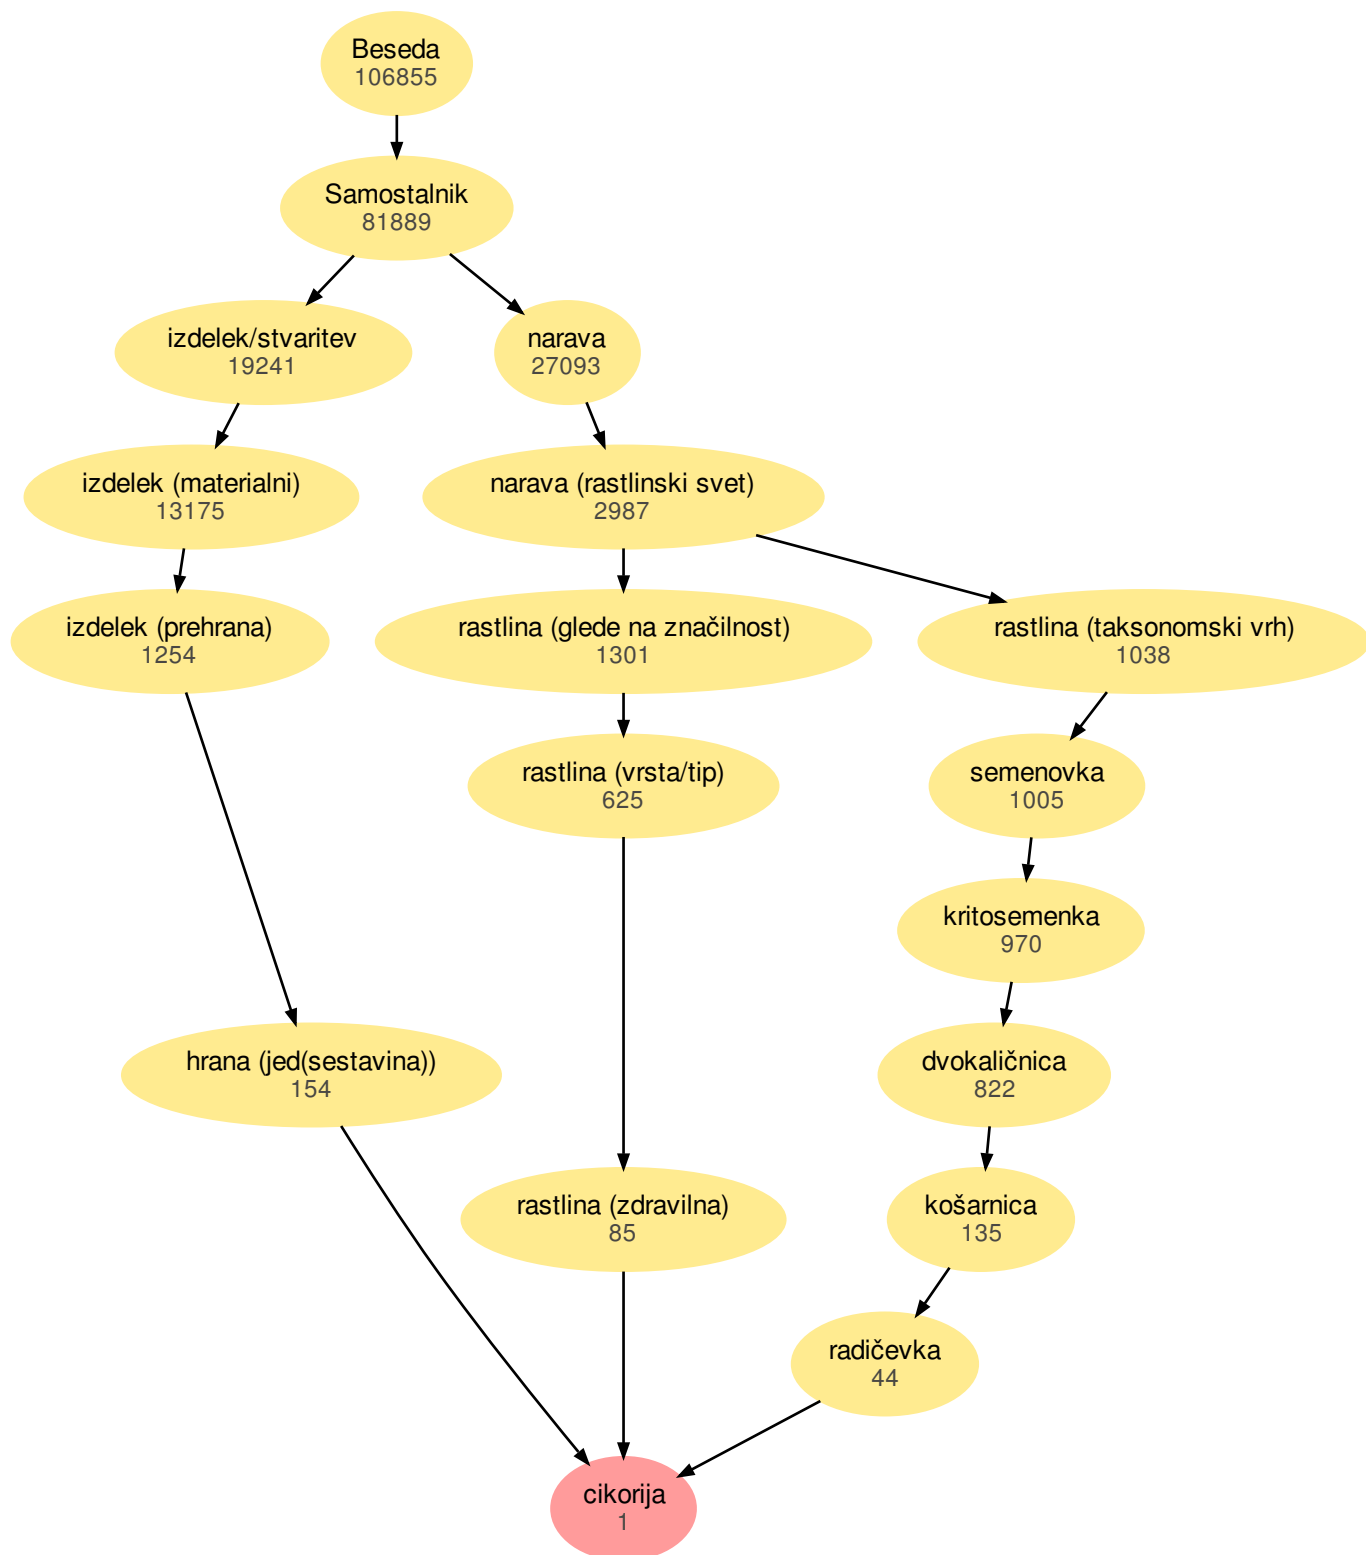 Beseda
106855
Samostalnik
81889
izdelek/stvaritev
19241
narava
27093
izdelek (materialni)
13175
narava (rastlinski svet)
2987
izdelek (prehrana)
1254
rastlina (glede na značilnost)
1301
rastlina (taksonomski vrh)
1038
rastlina (vrsta/tip)
625
semenovka
1005
kritosemenka
970
hrana (jed(sestavina))
154
dvokaličnica
822
rastlina (zdravilna)
85
košarnica
135
radičevka
44
cikorija
1